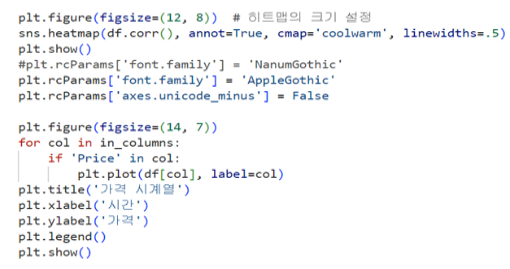 plt.figure(figsize=(12, 8))  # 히트맵의 크기 설정
sns.heatmap(df.corr(), annot=True, cmap='coolwarm', linewidths=.5)
plt.show()
#plt.rcParams['font.family'] = 'NanumGothic'
plt.rcParams['font.family'] = 'AppleGothic'
plt.rcParams['axes.unicode_minus'] = False

plt.figure(figsize=(14, 7))
for col in in_columns:
    if 'Price' in col:
        plt.plot(df[col], label=col)
plt.title('가격 시계열')
plt.xlabel('시간')
plt.ylabel('가격')
plt.legend()
plt.show()